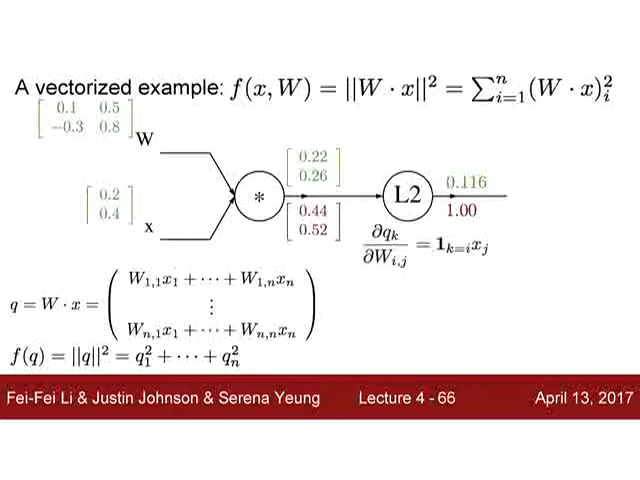 A vectorized example: f(x, W) = ||W · x||² = ∑ⁿᵢ₌₁(W · x)²ᵢ
[ 0.1 0.5
−0.3 0.8 ] W
[ 0.22
0.26 ]
[ 0.2
0.4 ] x
*
L2
0.116
1.00
[ 0.44
0.52 ]
∂qₖ/∂Wᵢ,ⱼ = 1ₖ₌ᵢxⱼ
q = W · x = ( W₁,₁x₁ + ⋯ + W₁,ₙxₙ
⋮
Wₙ,₁x₁ + ⋯ + Wₙ,ₙxₙ )
f(q) = ||q||² = q₁² + ⋯ + qₙ²
Fei-Fei Li & Justin Johnson & Serena Yeung Lecture 4 - 66 April 13, 2017